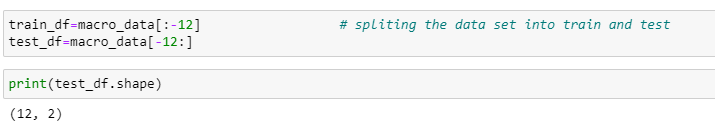 train_df=macro_data[:-12] # spliting the data set into train and test
test_df=macro_data[-12:]
print(test_df.shape)
(12, 2)